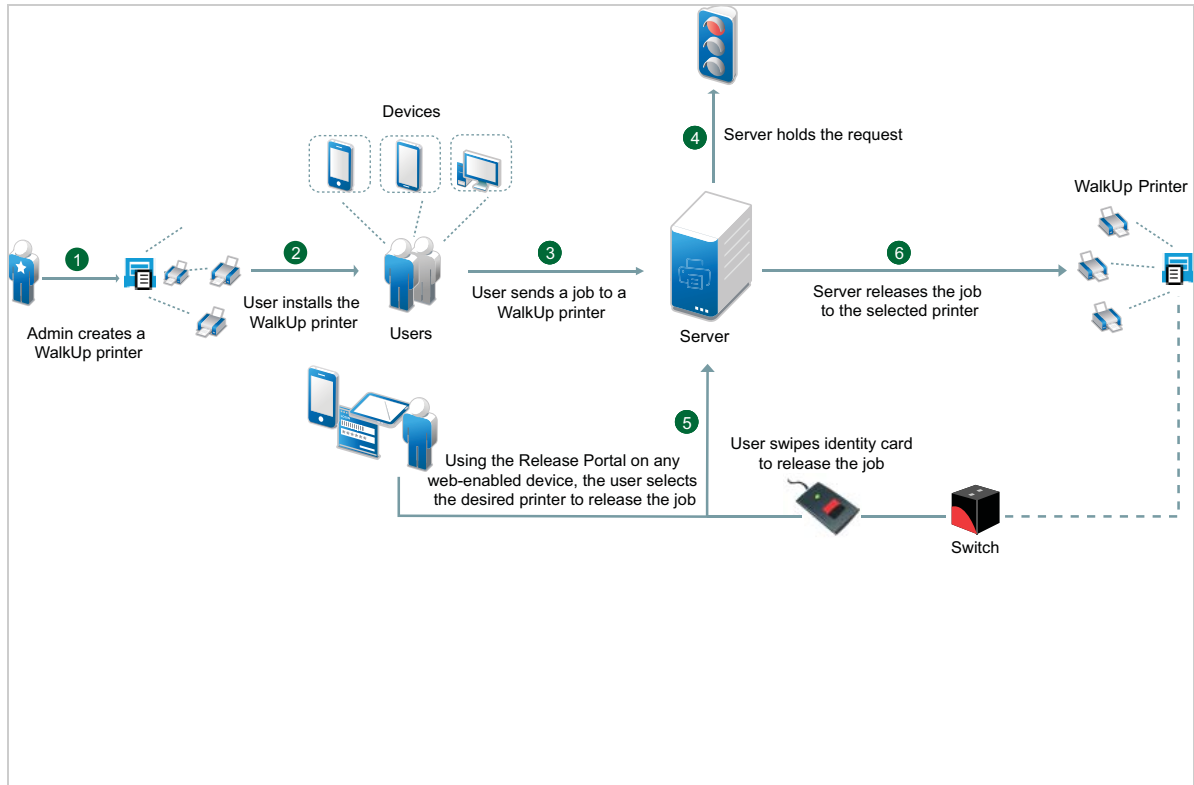 Devices
4
Server holds the request
WalkUp Printer
1
2
3
6
User installs the
WalkUp printer
Users
User sends a job to a
WalkUp printer
Server
Server releases the job
to the selected printer
Admin creates a
WalkUp printer
5
Using the Release Portal on any
web-enabled device, the user selects
the desired printer to release the job
User swipes identity card
to release the job
Switch